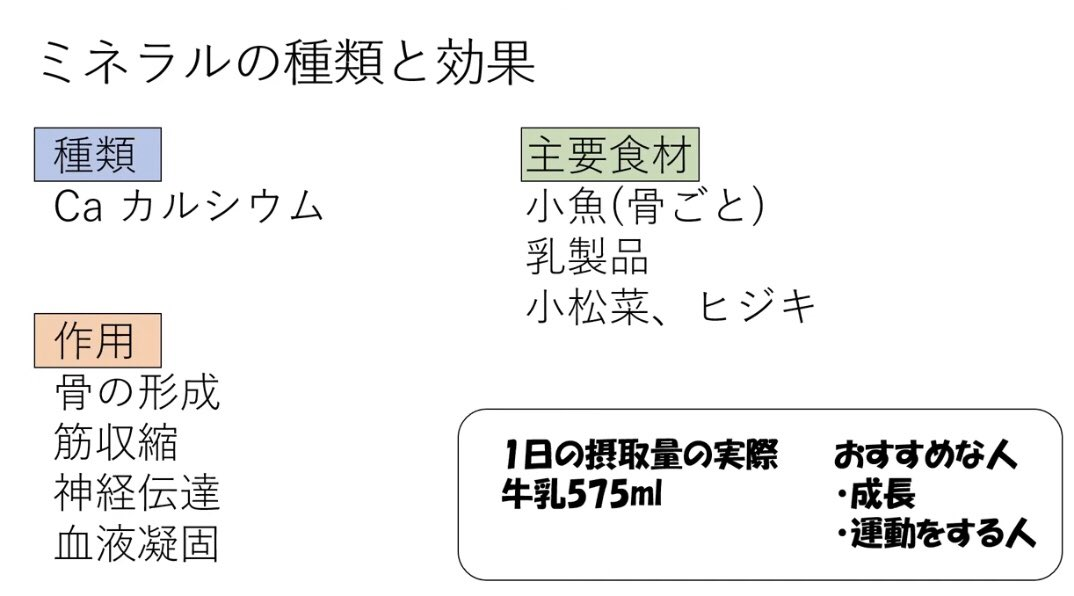 ミネラルの種類と効果
種類
Ca カルシウム
作用
骨の形成
筋収縮
神経伝達
血液凝固
主要食材
小魚(骨ごと)
乳製品
小松菜、ヒジキ
1日の摂取量の実際
牛乳575ml
おすすめな人
・成長
・運動をする人